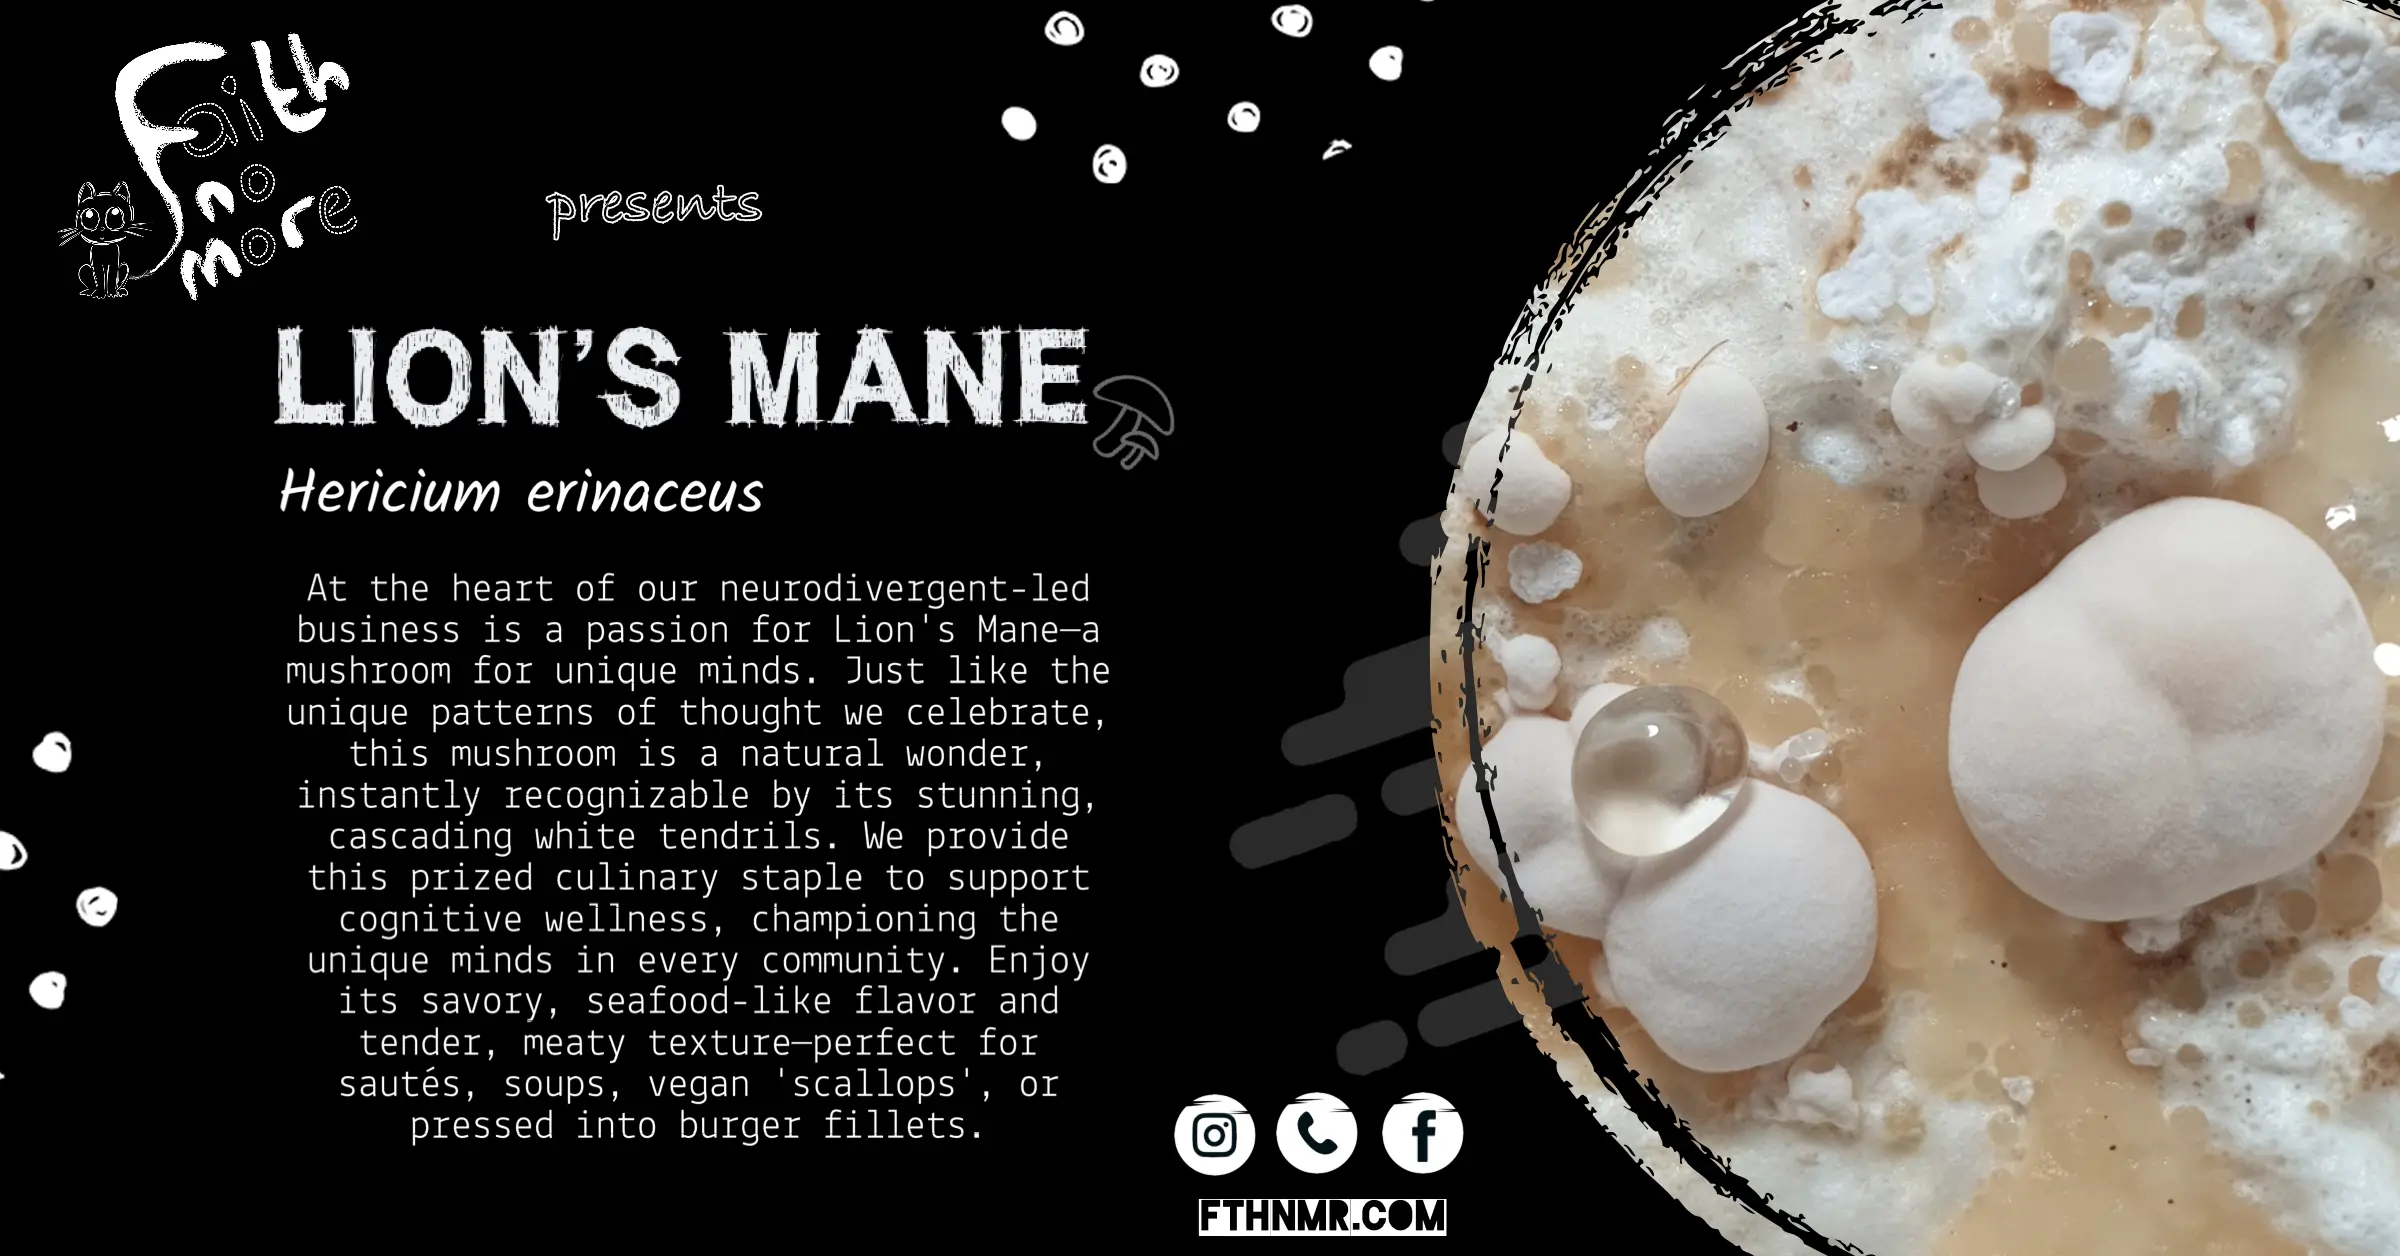 Faith
no
more
presents
LION'S MANE
Hericium erinaceus
At the heart of our neurodivergent-led
business is a passion for Lion's Mane—a
mushroom for unique minds. Just like the
unique patterns of thought we celebrate,
this mushroom is a natural wonder,
instantly recognizable by its stunning,
cascading white tendrils. We provide
this prized culinary staple to support
cognitive wellness, championing the
unique minds in every community. Enjoy
its savory, seafood-like flavor and
tender, meaty texture—perfect for
sautés, soups, vegan 'scallops', or
pressed into burger fillets.
FTHNMR.COM